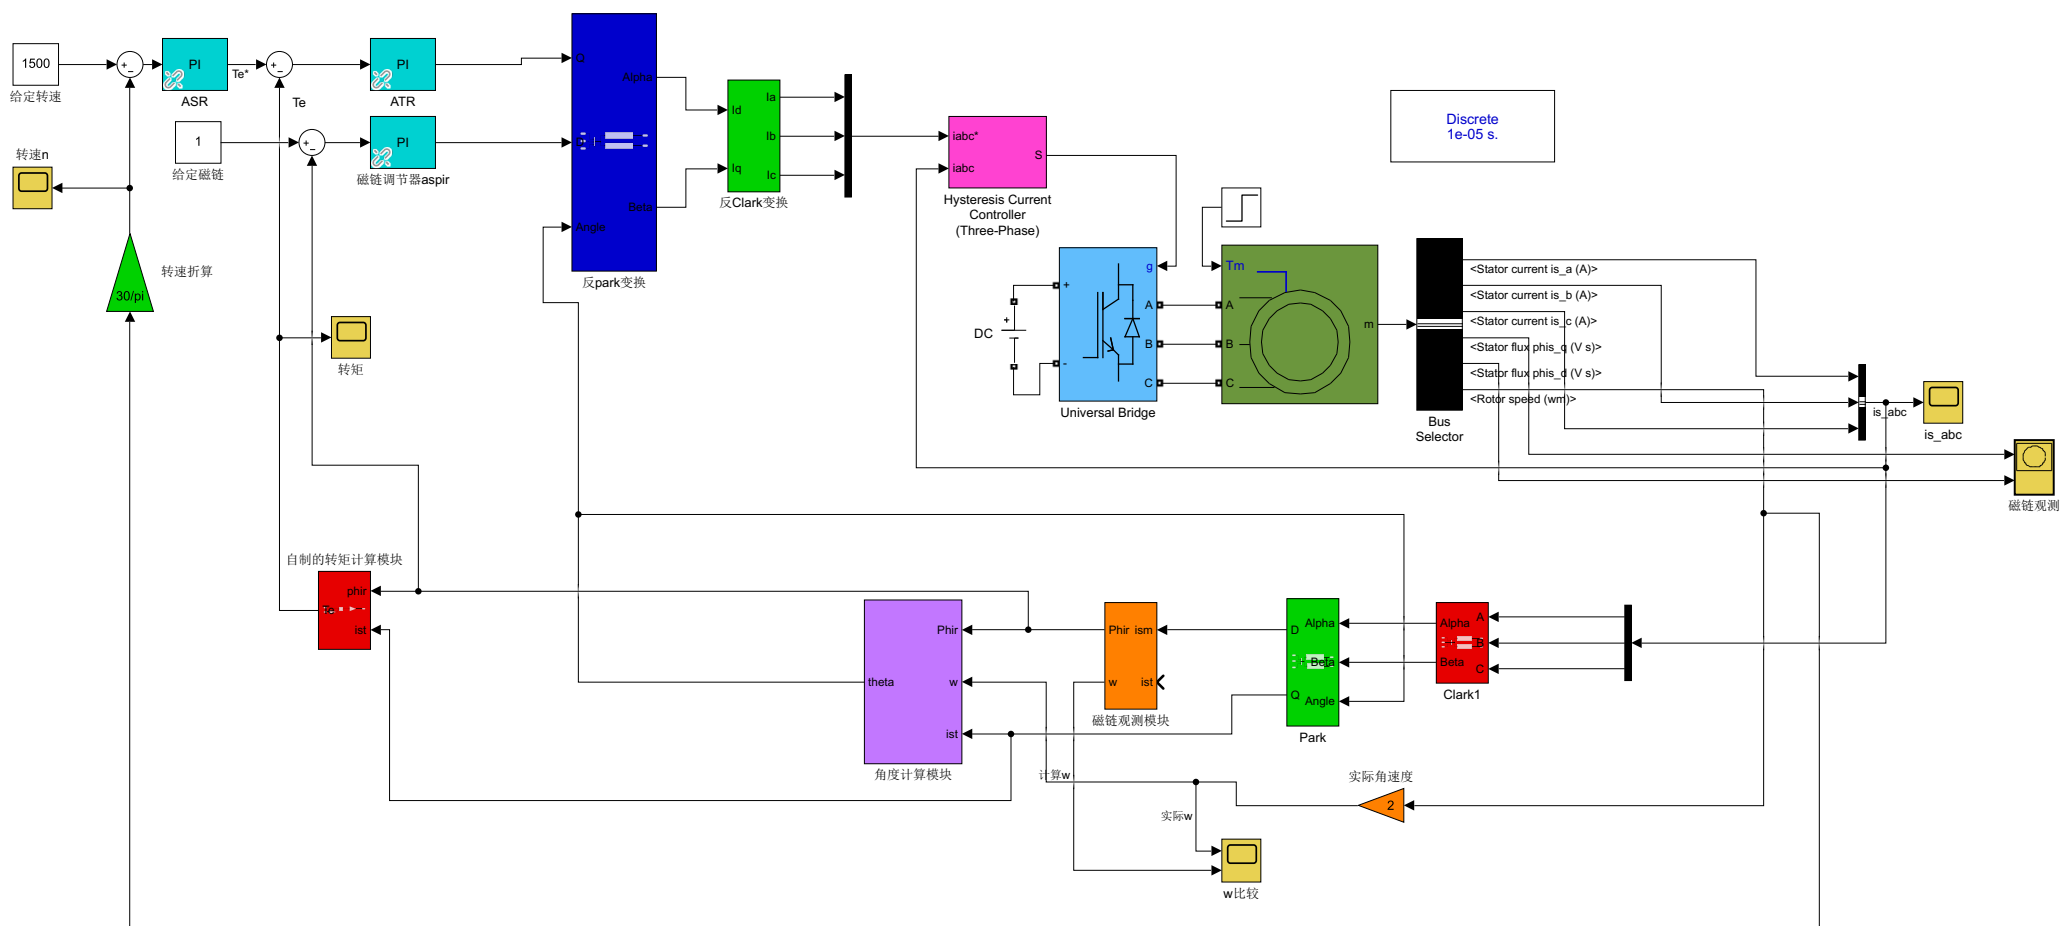 1500
给定转速
PI
ASR
Te*
PI
ATR
Te
1
给定磁链
PI
磁链调节器aspir
转速n
转速折算
30/pi
转矩
Q
Alpha
Beta
Angle
反park变换
Id
Iq
Ia
Ib
Ic
反Clark变换
iabc*
iabc
S
Hysteresis Current
Controller
(Three-Phase)
Discrete
1e-05 s.
DC
+
+
-
g
A
B
C
Universal Bridge
Tm
A
B
C
m
<Stator current is_a (A)>
<Stator current is_b (A)>
<Stator current is_c (A)>
<Stator flux phis_q (V s)>
<Stator flux phis_d (V s)>
<Rotor speed (wm)>
Bus
Selector
is_abc
is_abc
磁链观测
自制的转矩计算模块
phir
Te
ist
Phir
theta
w
ist
角度计算模块
Phir
ism
w
ist
磁链观测模块
D
Alpha
Beta
Q
Angle
Park
Alpha
A
B
Beta
C
Clark1
计算w
实际角速度
2
实际w
w比较